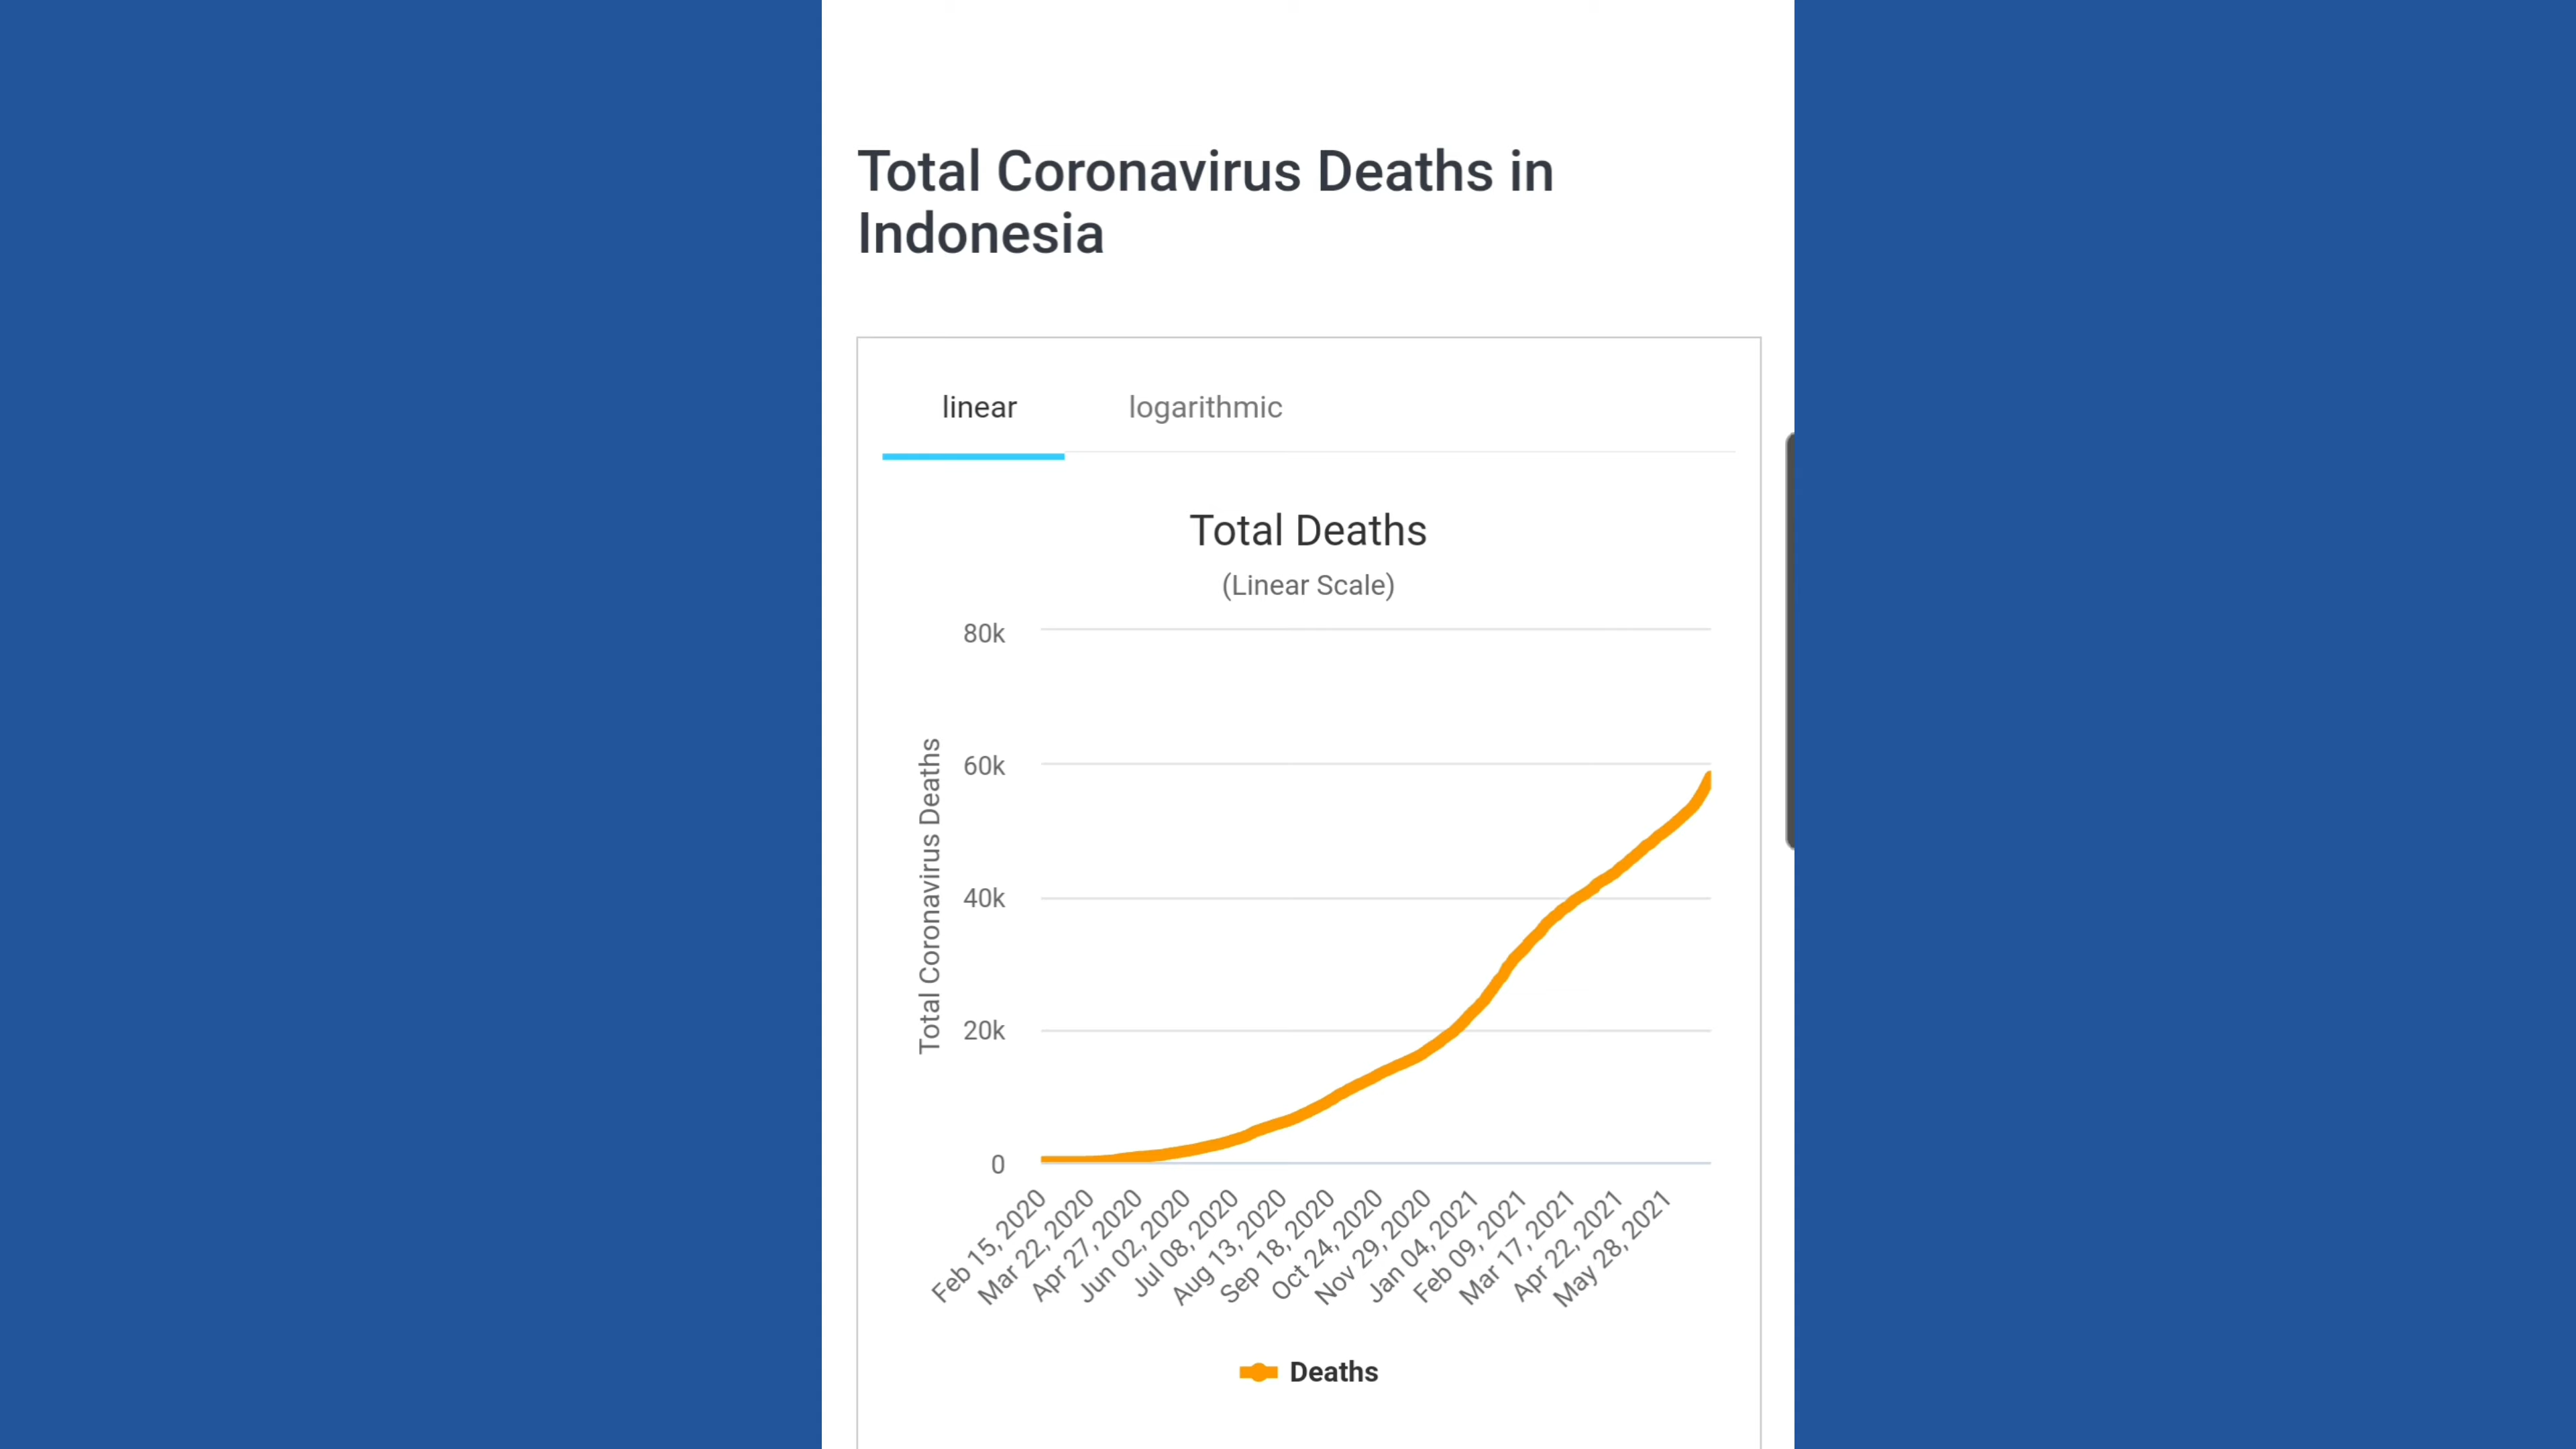 Total Coronavirus Deaths in
Indonesia
linear logarithmic
Total Deaths
(Linear Scale)
Total Coronavirus Deaths
80k
60k
40k
20k
0
Feb 15, 2020
Mar 22, 2020
Apr 27, 2020
Jun 02, 2020
Jul 08, 2020
Aug 13, 2020
Sep 18, 2020
Oct 24, 2020
Nov 29, 2020
Jan 04, 2021
Feb 09, 2021
Mar 17, 2021
Apr 22, 2021
May 28, 2021
Deaths